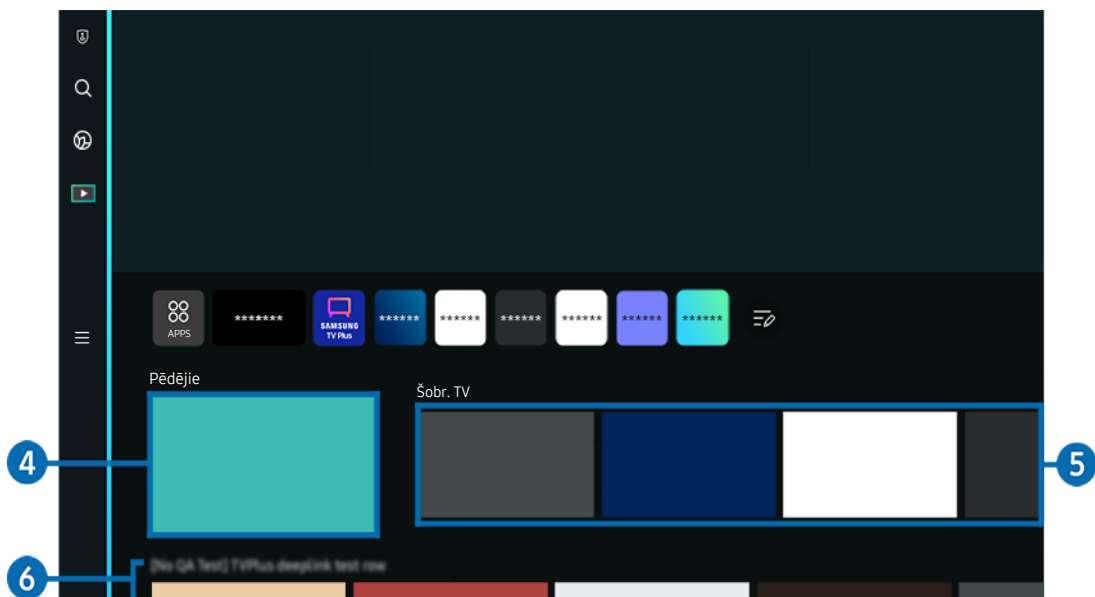 APPS
*******
SAMSUNG
TV Plus
******
******
******
******
******
******
Pēdējie
Šobr. TV
4
5
6
[No QA Test] TVPlus deeplink test row